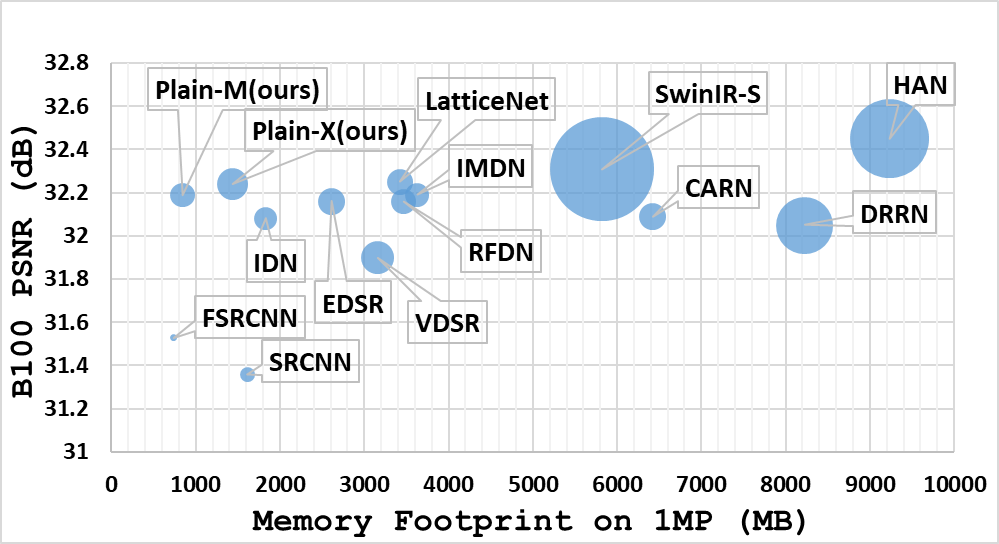 B100 PSNR (dB)
32.8
32.6
32.4
32.2
32
31.8
31.6
31.4
31.2
31
Plain-M(ours)
Plain-X(ours)
LatticeNet
SwinIR-S
HAN
IMDN
CARN
DRRN
IDN
RFDN
EDSR
VDSR
FSRCNN
SRCNN
0 1000 2000 3000 4000 5000 6000 7000 8000 9000 10000
Memory Footprint on 1MP (MB)